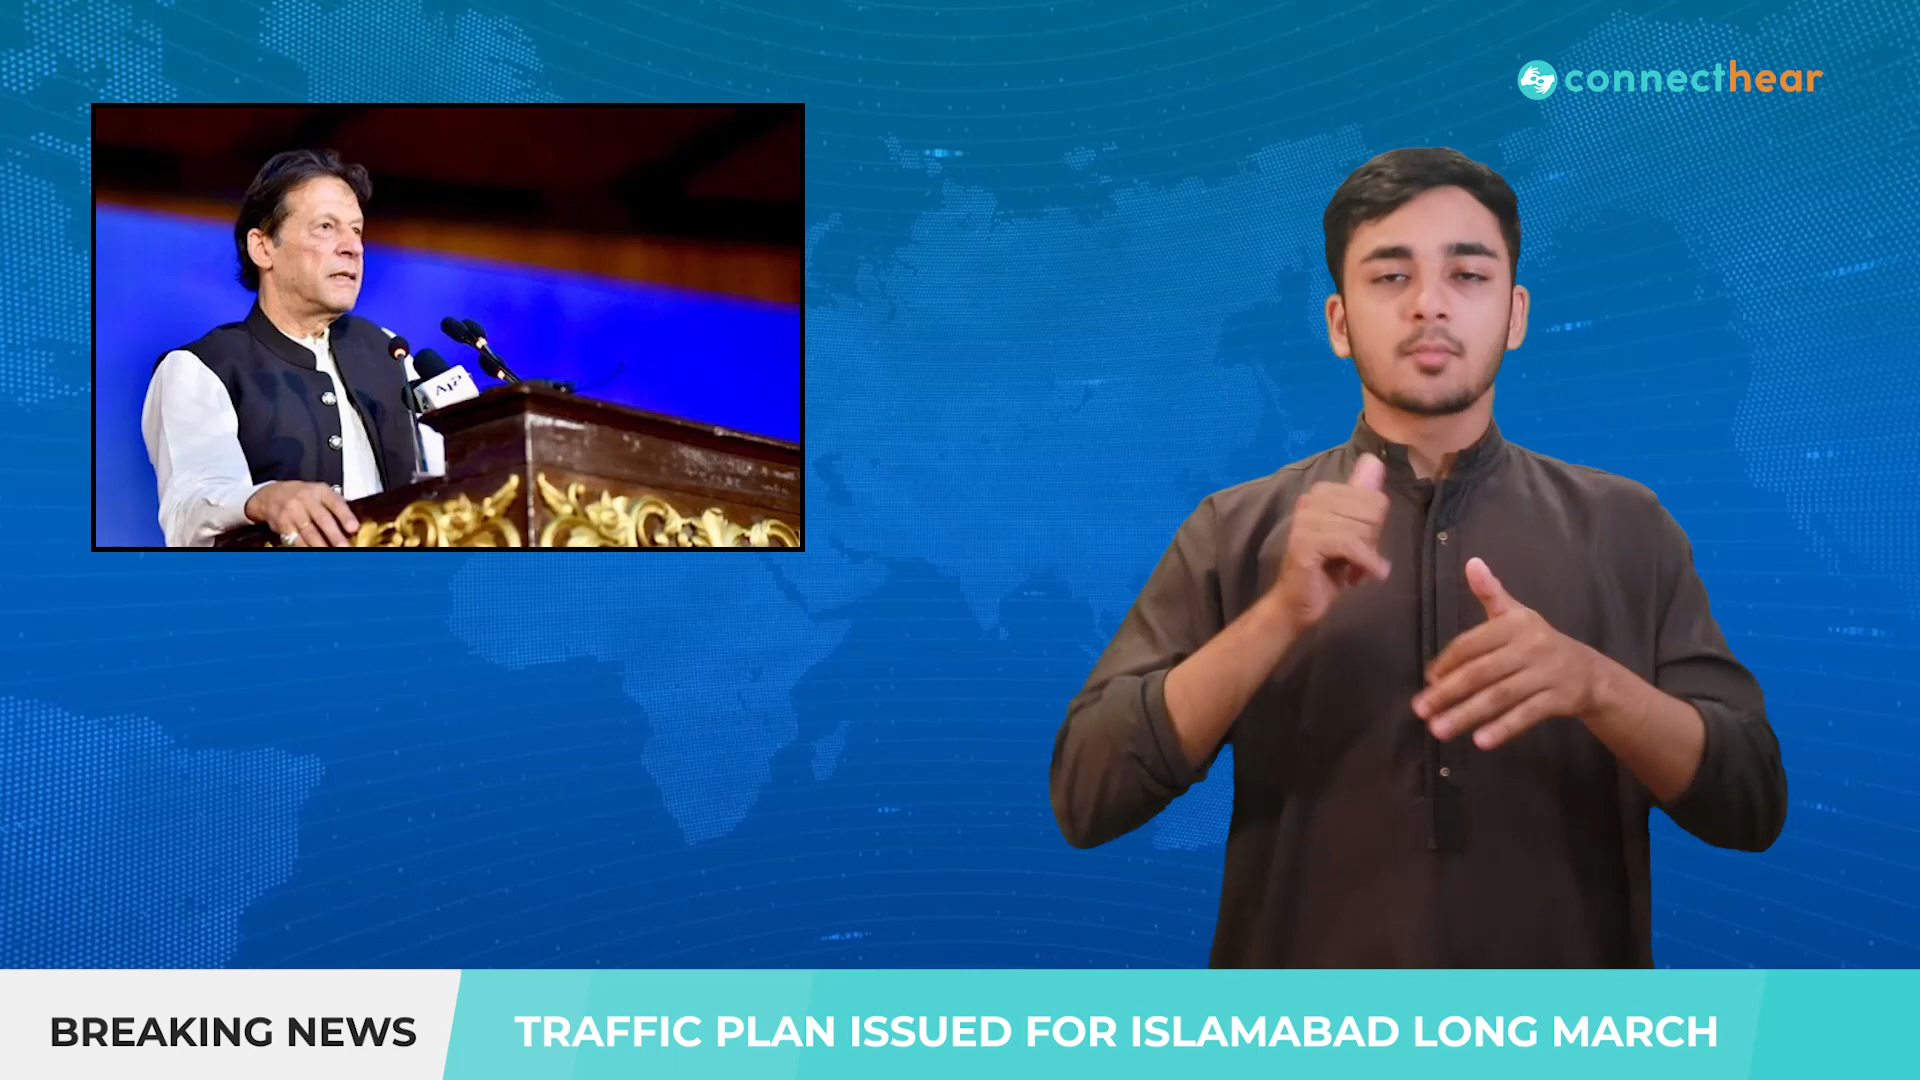 connecthear
BREAKING NEWS
TRAFFIC PLAN ISSUED FOR ISLAMABAD LONG MARCH